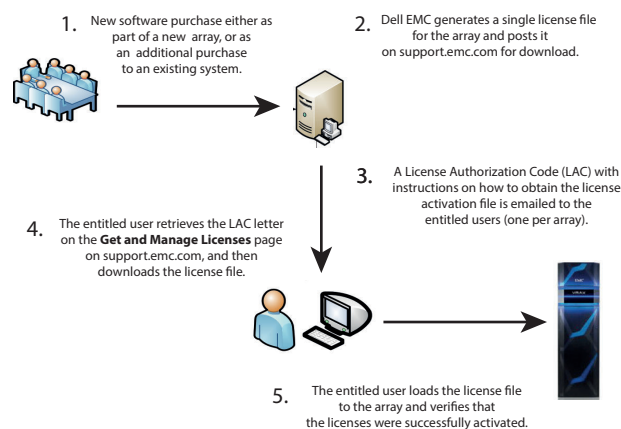 1. New software purchase either as
part of a new array, or as
an additional purchase
to an existing system.
2. Dell EMC generates a single license file
for the array and posts it
on support.emc.com for download.
3. A License Authorization Code (LAC) with
instructions on how to obtain the license
activation file is emailed to the
entitled users (one per array).
4. The entitled user retrieves the LAC letter
on the Get and Manage Licenses page
on support.emc.com, and then
downloads the license file.
EMC
5. The entitled user loads the license file
to the array and verifies that
the licenses were successfully activated.